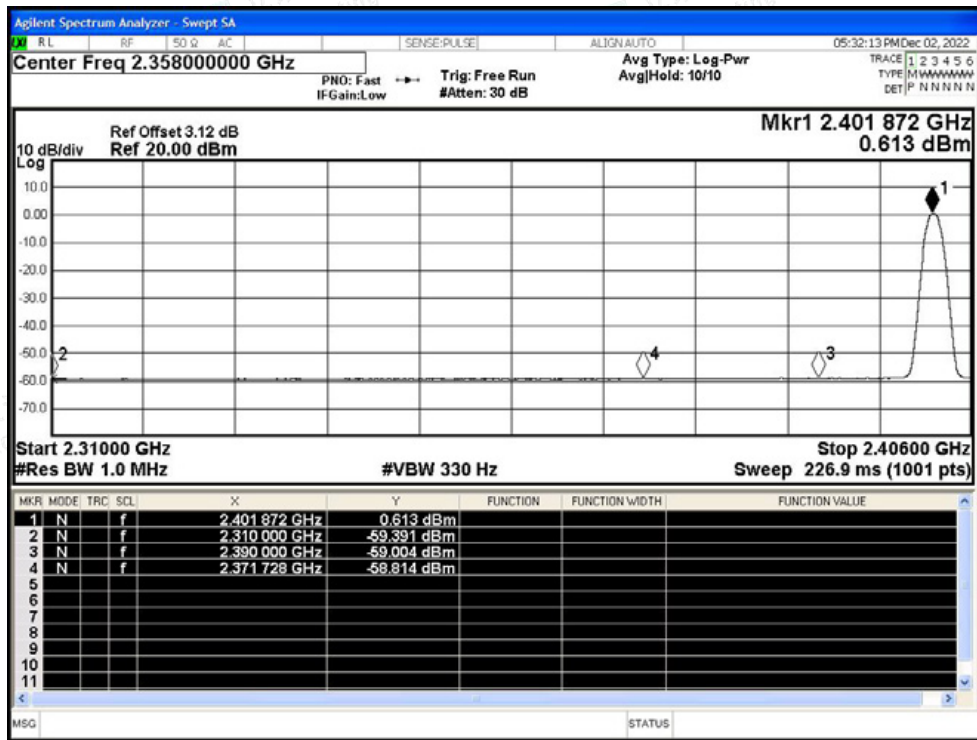 Agilent Spectrum Analyzer - Swept SA
RL RF 50 Ω AC SENSE:PULSE ALIGN AUTO 05:32:13 PM Dec 02, 2022
Center Freq 2.358000000 GHz
PNO: Fast Trig: Free Run
IFGain:Low #Atten: 30 dB
Avg Type: Log-Pwr
Avg|Hold: 10/10
TRACE 1 2 3 4 5 6
TYPE M WWWWW
DET P N N N N N
Mkr1 2.401 872 GHz
0.613 dBm
Ref Offset 3.12 dB
10 dB/div Ref 20.00 dBm
Log
10.0
0.00
-10.0
-20.0
-30.0
-40.0
-50.0
-60.0
-70.0
1
2
4
3
Start 2.31000 GHz Stop 2.40600 GHz
#Res BW 1.0 MHz #VBW 330 Hz Sweep 226.9 ms (1001 pts)
MKR MODE TRC SCL X Y FUNCTION FUNCTION WIDTH FUNCTION VALUE
1 N f 2.401 872 GHz 0.613 dBm
2 N f 2.310 000 GHz -59.391 dBm
3 N f 2.390 000 GHz -59.004 dBm
4 N f 2.371 728 GHz -58.814 dBm
5
6
7
8
9
10
11
MSG STATUS